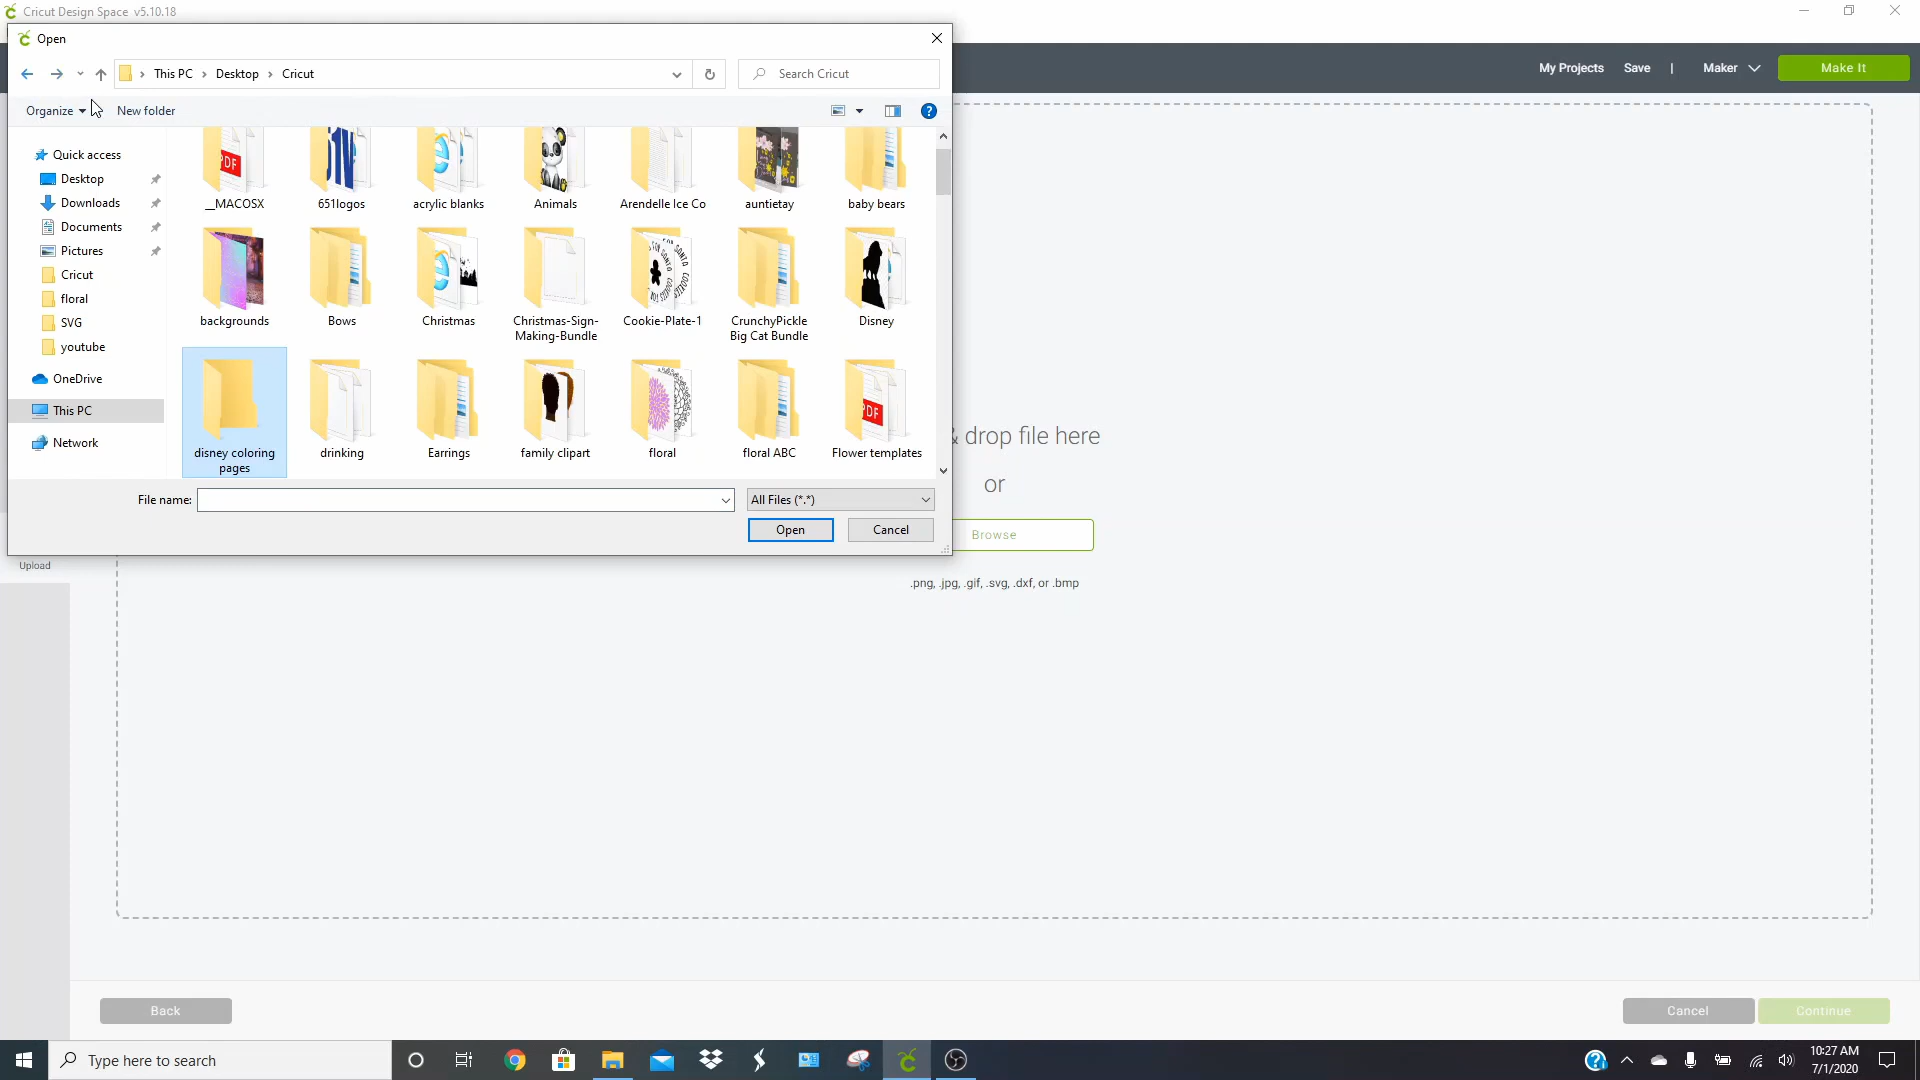 Cricut Design Space v5.10.18
Open
This PC > Desktop > Cricut
Search Cricut
My Projects Save | Maker Make It
Organize New folder
Quick access
Desktop
Downloads
Documents
Pictures
Cricut
floral
SVG
youtube
OneDrive
This PC
Network
PDF
__MACOSX 651logos acrylic blanks Animals Arendelle Ice Co auntietay baby bears
backgrounds Bows Christmas Christmas-Sign-Making-Bundle Cookie-Plate-1 CrunchyPickle Big Cat Bundle Disney
PDF
disney coloring pages drinking Earrings family clipart floral floral ABC Flower templates
File name: All Files (*.*)
Open Cancel
& drop file here
or
Browse
.png, .jpg, .gif, .svg, .dxf, or .bmp
Upload
Back Cancel Continue
Type here to search
10:27 AM
7/1/2020